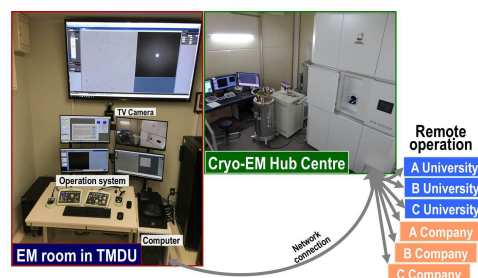 TV Camera
Operation system
Computer
EM room in TMDU
Cryo-EM Hub Centre
Network
connection
Remote
operation
A University
B University
C University
A Company
B Company
C Company